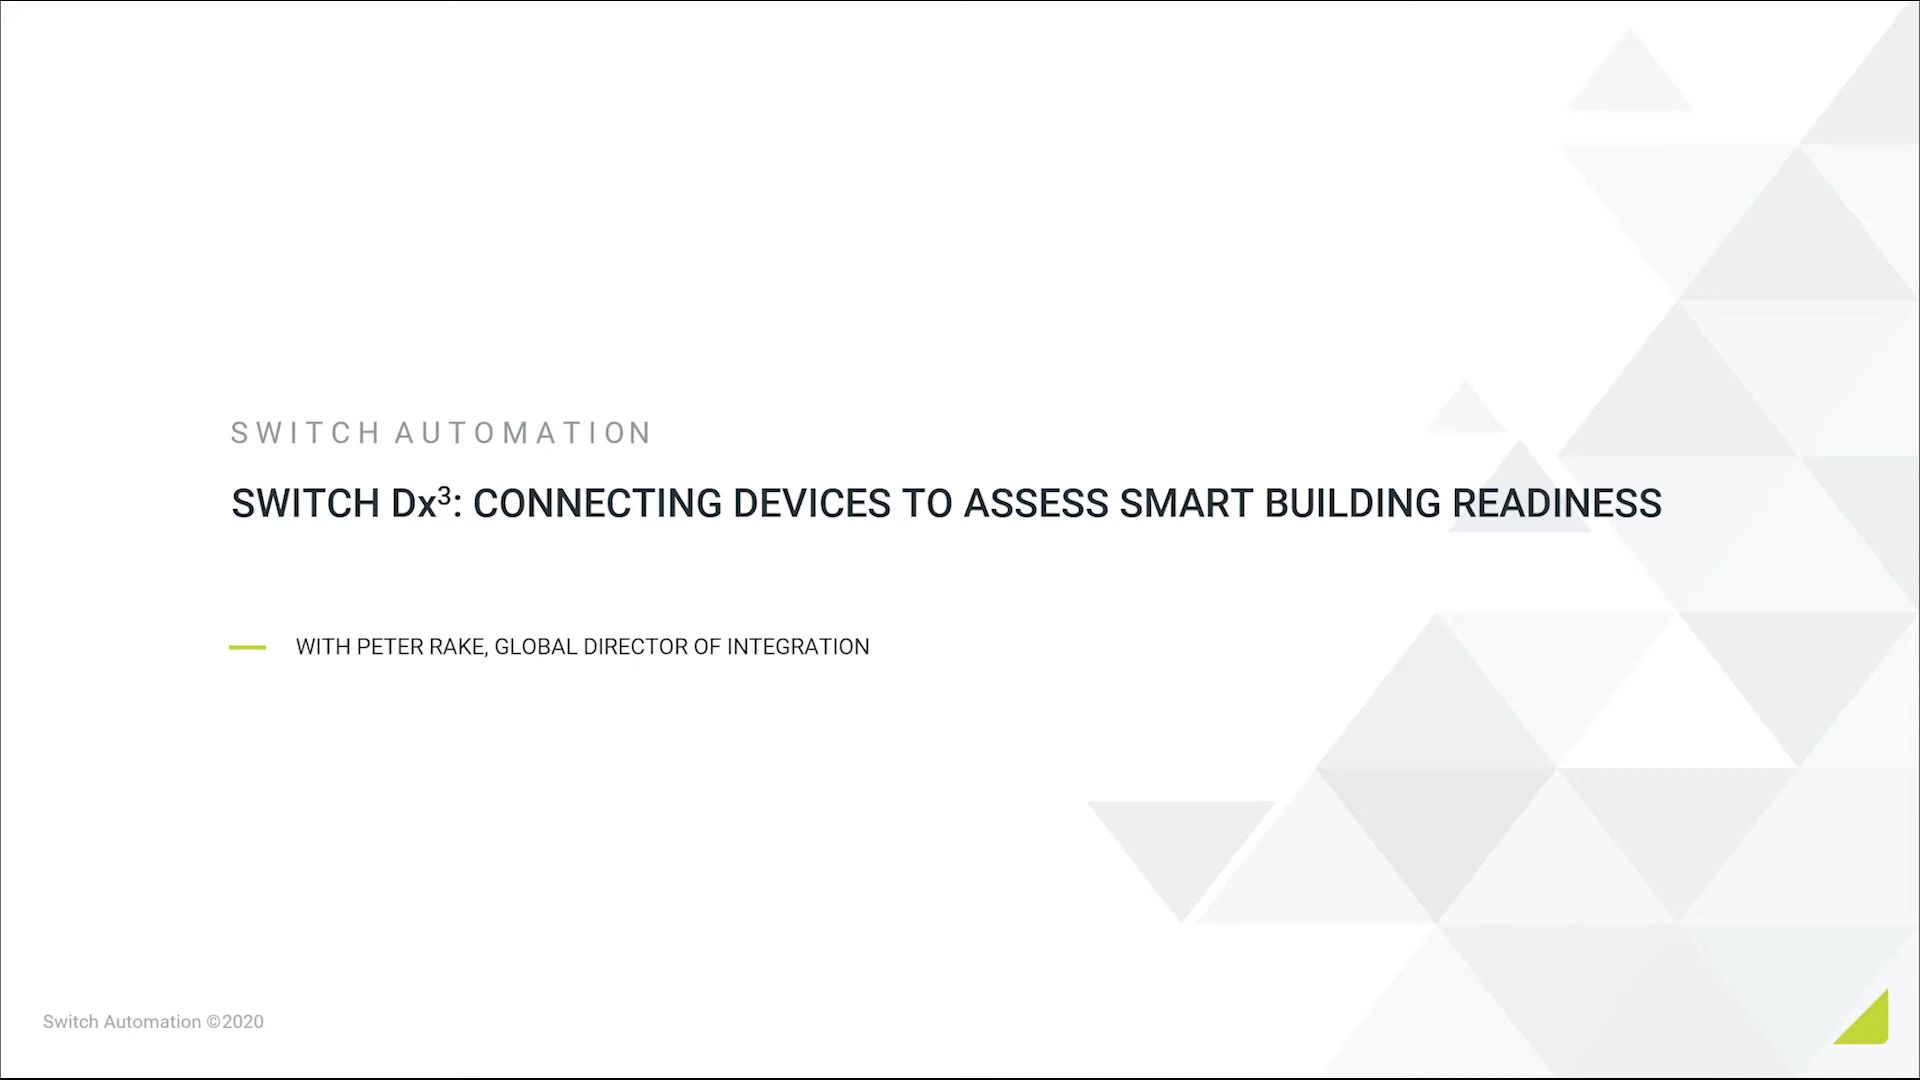 SWITCH AUTOMATION
SWITCH Dx³: CONNECTING DEVICES TO ASSESS SMART BUILDING READINESS
WITH PETER RAKE, GLOBAL DIRECTOR OF INTEGRATION
Switch Automation ©2020